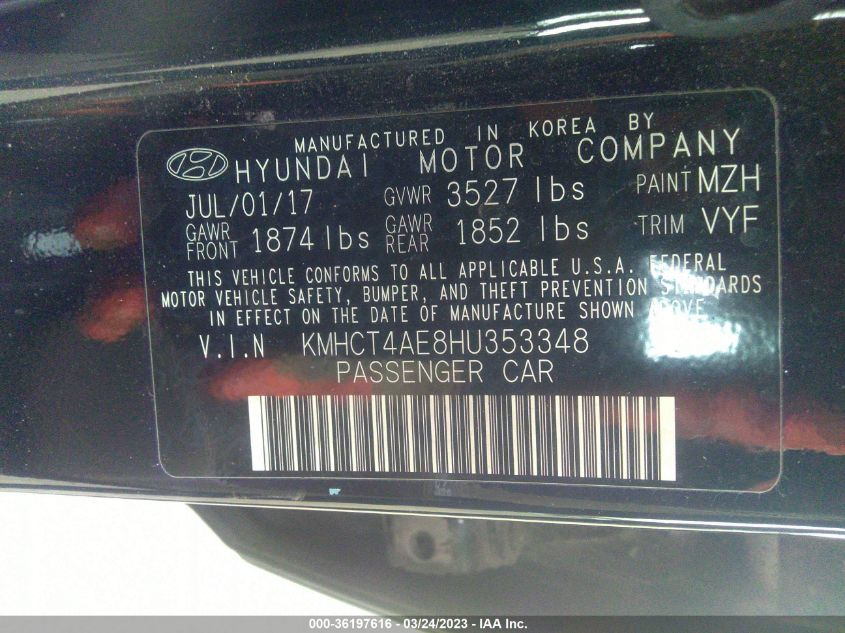 MANUFACTURED IN KOREA BY
HYUNDAI MOTOR COMPANY
JUL/01/17 GVWR 3527 lbs PAINT MZH
GAWR FRONT 1874 lbs GAWR REAR 1852 lbs TRIM VYF
THIS VEHICLE CONFORMS TO ALL APPLICABLE U.S.A. FEDERAL
MOTOR VEHICLE SAFETY, BUMPER, AND THEFT PREVENTION STANDARDS
IN EFFECT ON THE DATE OF MANUFACTURE SHOWN ABOVE.
V.I.N KMHCT4AE8HU353348
PASSENGER CAR
000-36197616 - 03/24/2023 - IAA Inc.